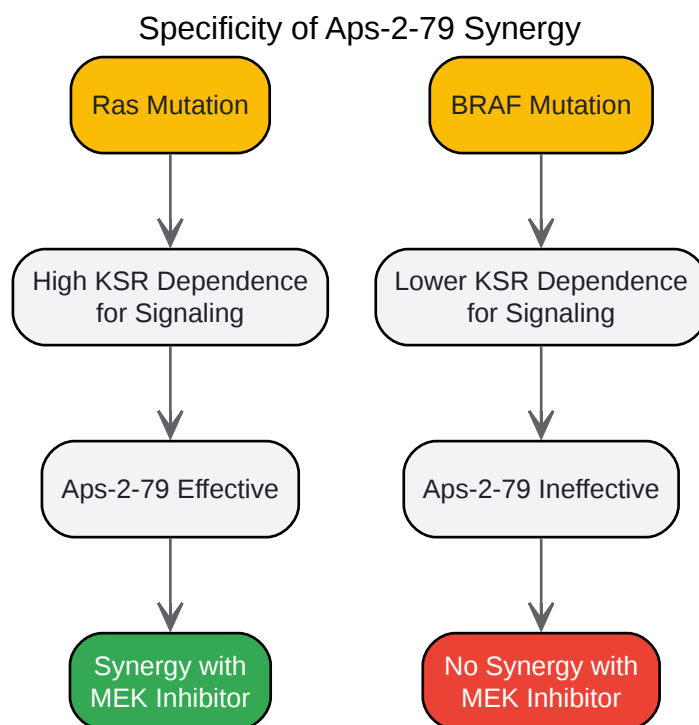 Specificity of Aps-2-79 Synergy
Ras Mutation
High KSR Dependence
for Signaling
Aps-2-79 Effective
Synergy with
MEK Inhibitor
BRAF Mutation
Lower KSR Dependence
for Signaling
Aps-2-79 Ineffective
No Synergy with
MEK Inhibitor